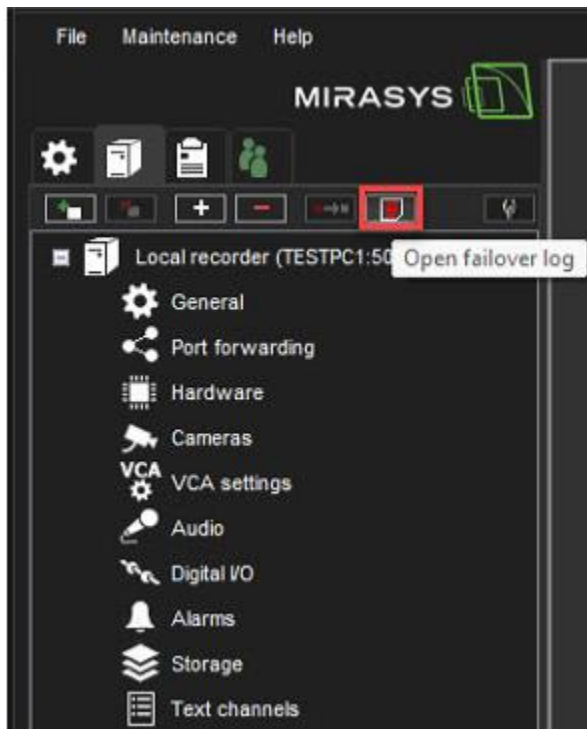 File Maintenance Help
MIRASYS
Local recorder (TESTPC1:50
Open failover log
General
Port forwarding
Hardware
Cameras
VCA
VCA settings
Audio
Digital I/O
Alarms
Storage
Text channels